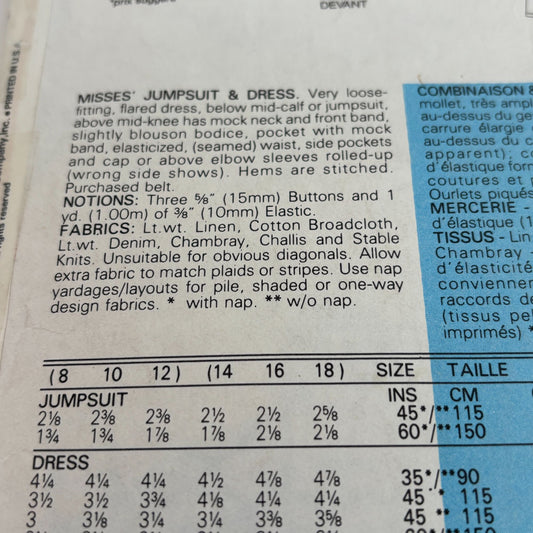 *prix suggéré
DEVANT
MISSES' JUMPSUIT & DRESS. Very loose-
fitting, flared dress, below mid-calf or jumpsuit,
above mid-knee has mock neck and front band,
slightly blouson bodice, pocket with mock
band, elasticized, (seamed) waist, side pockets
and cap or above elbow sleeves rolled-up
(wrong side shows). Hems are stitched.
Purchased belt.
NOTIONS: Three ⅝" (15mm) Buttons and 1
yd. (1.00m) of ⅜" (10mm) Elastic.
FABRICS: Lt.wt. Linen, Cotton Broadcloth,
Lt.wt. Denim, Chambray, Challis and Stable
Knits. Unsuitable for obvious diagonals. Allow
extra fabric to match plaids or stripes. Use nap
yardages/layouts for pile, shaded or one-way
design fabrics. * with nap. ** w/o nap.
COMBINAISON &
mollet, très ampl
au-dessus du ge
carrure élargie
au-dessus du c
apparent); co
d'élastique form
coutures et p
Ourlets piqués
MERCERIE -
d'élastique (1
TISSUS - Lin
Chambray -
d'élasticité
convienner
raccords de
(tissus pe
imprimés) *
Company, Inc. • PRINTED IN U.S.A.
rights reserved
(8 10 12) (14 16 18) SIZE TAILLE
JUMPSUIT INS CM
2⅛ 2⅜ 2⅜ 2½ 2½ 2⅝ 45*/**115
1¾ 1¾ 1⅞ 1⅞ 2⅛ 2⅛ 60*/**150
DRESS
4¼ 4¼ 4¼ 4½ 4⅞ 4⅞ 35*/**90
3½ 3½ 3¾ 4⅛ 4¼ 4¼ 45* 115
3 3⅛ 3¼ 3¼ 3⅜ 3⅝ 45** 115
60*/**150